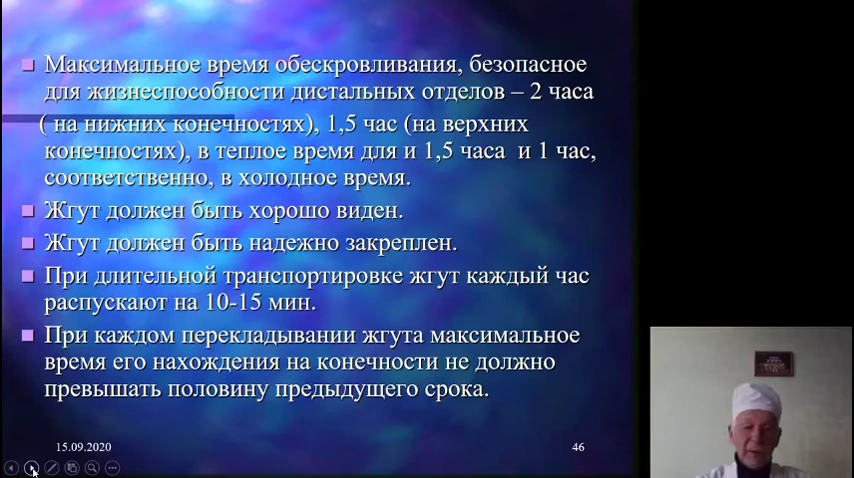 Максимальное время обескровливания, безопасное
для жизнеспособности дистальных отделов – 2 часа
( на нижних конечностях), 1,5 час (на верхних
конечностях), в теплое время для и 1,5 часа и 1 час,
соответственно, в холодное время.
Жгут должен быть хорошо виден.
Жгут должен быть надежно закреплен.
При длительной транспортировке жгут каждый час
распускают на 10-15 мин.
При каждом перекладывании жгута максимальное
время его нахождения на конечности не должно
превышать половину предыдущего срока.
15.09.2020
46